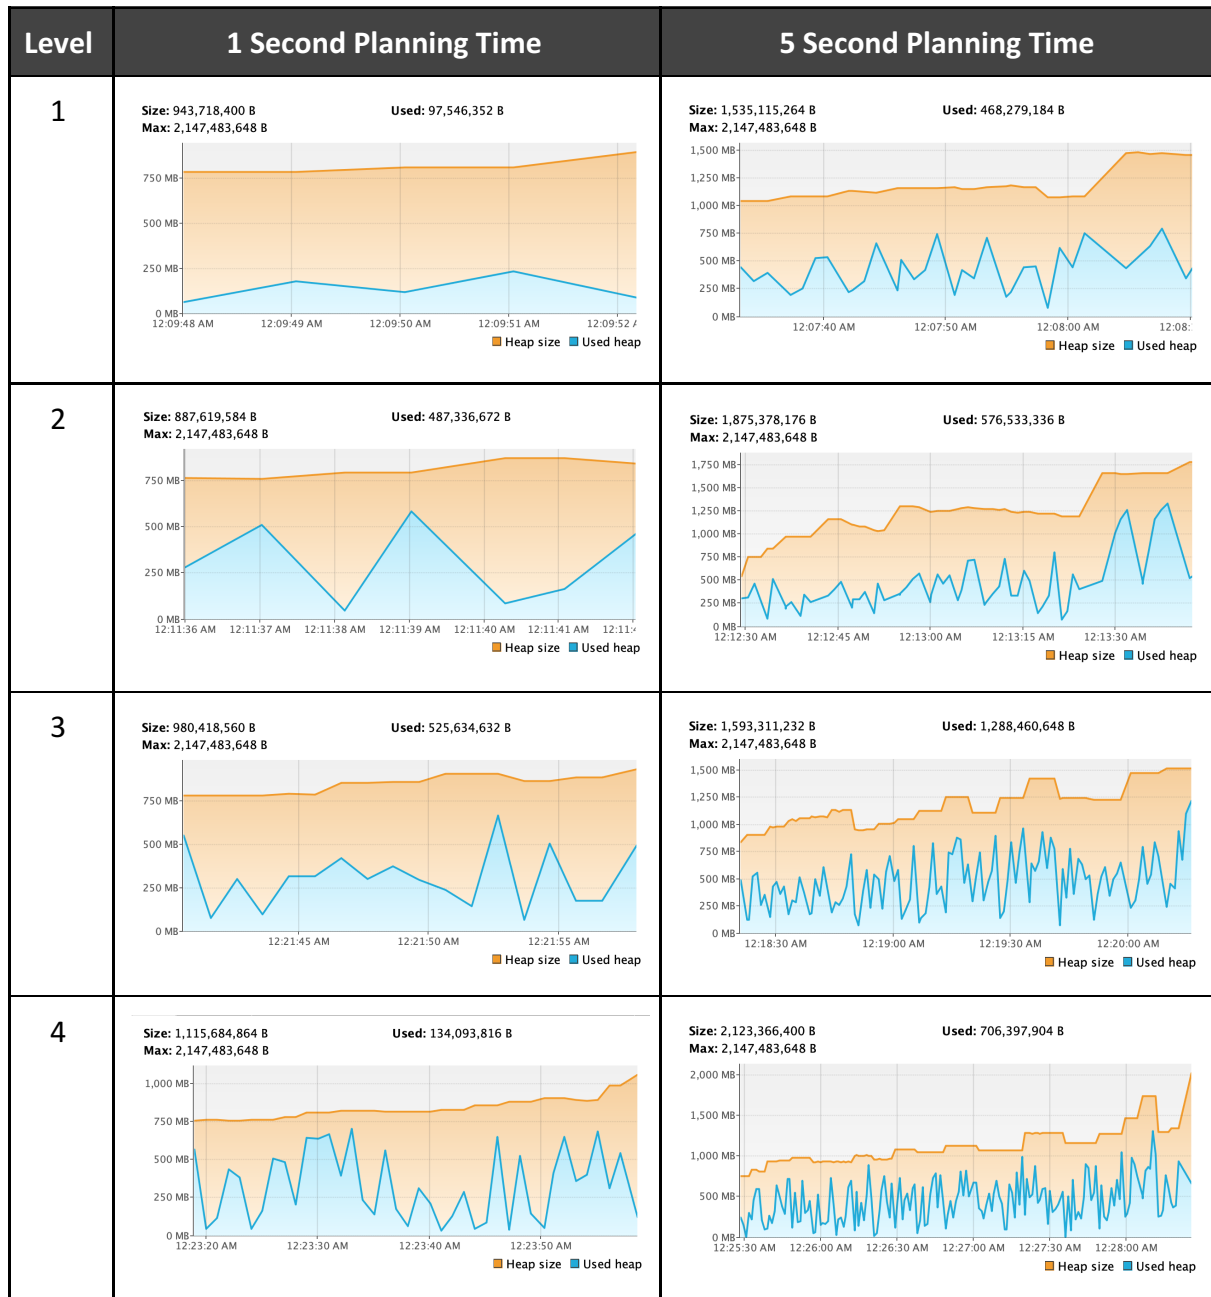 Level 1 Second Planning Time 5 Second Planning Time
1
Size: 943,718,400 B Used: 97,546,352 B
Max: 2,147,483,648 B
750 MB
500 MB
250 MB
0 MB
12:09:48 AM 12:09:49 AM 12:09:50 AM 12:09:51 AM 12:09:52 A
Heap size Used heap
Size: 1,535,115,264 B Used: 468,279,184 B
Max: 2,147,483,648 B
1,500 MB
1,250 MB
1,000 MB
750 MB
500 MB
250 MB
0 MB
12:07:40 AM 12:07:50 AM 12:08:00 AM 12:08:
Heap size Used heap
2
Size: 887,619,584 B Used: 487,336,672 B
Max: 2,147,483,648 B
750 MB
500 MB
250 MB
0 MB
12:11:36 AM 12:11:37 AM 12:11:38 AM 12:11:39 AM 12:11:40 AM 12:11:41 AM 12:11:4
Heap size Used heap
Size: 1,875,378,176 B Used: 576,533,336 B
Max: 2,147,483,648 B
1,750 MB
1,500 MB
1,250 MB
1,000 MB
750 MB
500 MB
250 MB
0 MB
12:12:30 AM 12:12:45 AM 12:13:00 AM 12:13:15 AM 12:13:30 AM
Heap size Used heap
3
Size: 980,418,560 B Used: 525,634,632 B
Max: 2,147,483,648 B
750 MB
500 MB
250 MB
0 MB
12:21:45 AM 12:21:50 AM 12:21:55 AM
Heap size Used heap
Size: 1,593,311,232 B Used: 1,288,460,648 B
Max: 2,147,483,648 B
1,500 MB
1,250 MB
1,000 MB
750 MB
500 MB
250 MB
0 MB
12:18:30 AM 12:19:00 AM 12:19:30 AM 12:20:00 AM
Heap size Used heap
4
Size: 1,115,684,864 B Used: 134,093,816 B
Max: 2,147,483,648 B
1,000 MB
750 MB
500 MB
250 MB
0 MB
12:23:20 AM 12:23:30 AM 12:23:40 AM 12:23:50 AM
Heap size Used heap
Size: 2,123,366,400 B Used: 706,397,904 B
Max: 2,147,483,648 B
2,000 MB
1,500 MB
1,000 MB
500 MB
0 MB
12:25:30 AM 12:26:00 AM 12:26:30 AM 12:27:00 AM 12:27:30 AM 12:28:00 AM
Heap size Used heap